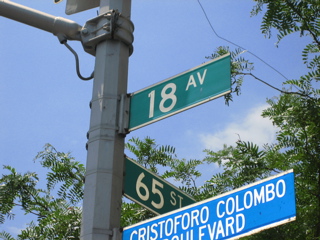 18 AV
65 ST
CRISTOFORO COLOMBO
BOULEVARD